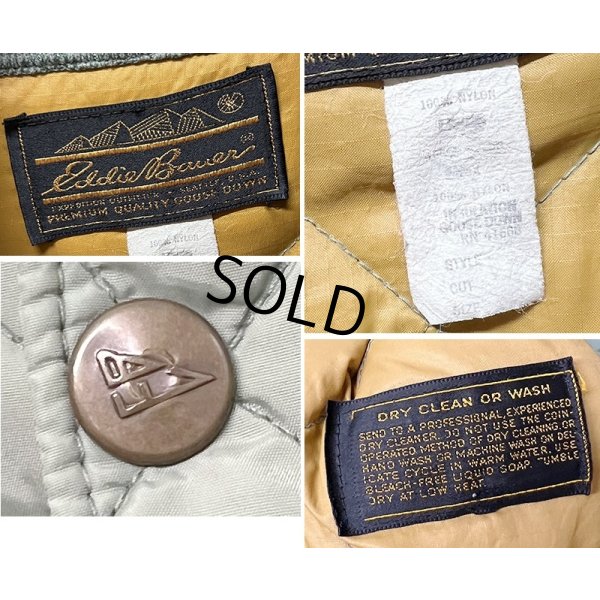 Eddie Bauer
EXPEDITION OUTFITTER SEATTLE, U.S.A.
PREMIUM QUALITY GOOSE DOWN
100% NYLON
100% NYLON
GOOSE DOWN
STYLE
CUT
SIZE
SOLD
DRY CLEAN OR WASH
SEND TO A PROFESSIONAL, EXPERIENCED
DRY CLEANER. DO NOT USE THE COIN-
OPERATED METHOD OF DRY CLEANING, OR
HAND WASH, OR MACHINE WASH ON DEL
ICATE CYCLE IN WARM WATER. USE
BLEACH-FREE LIQUID SOAP. TUMBLE
DRY AT LOW HEAT.